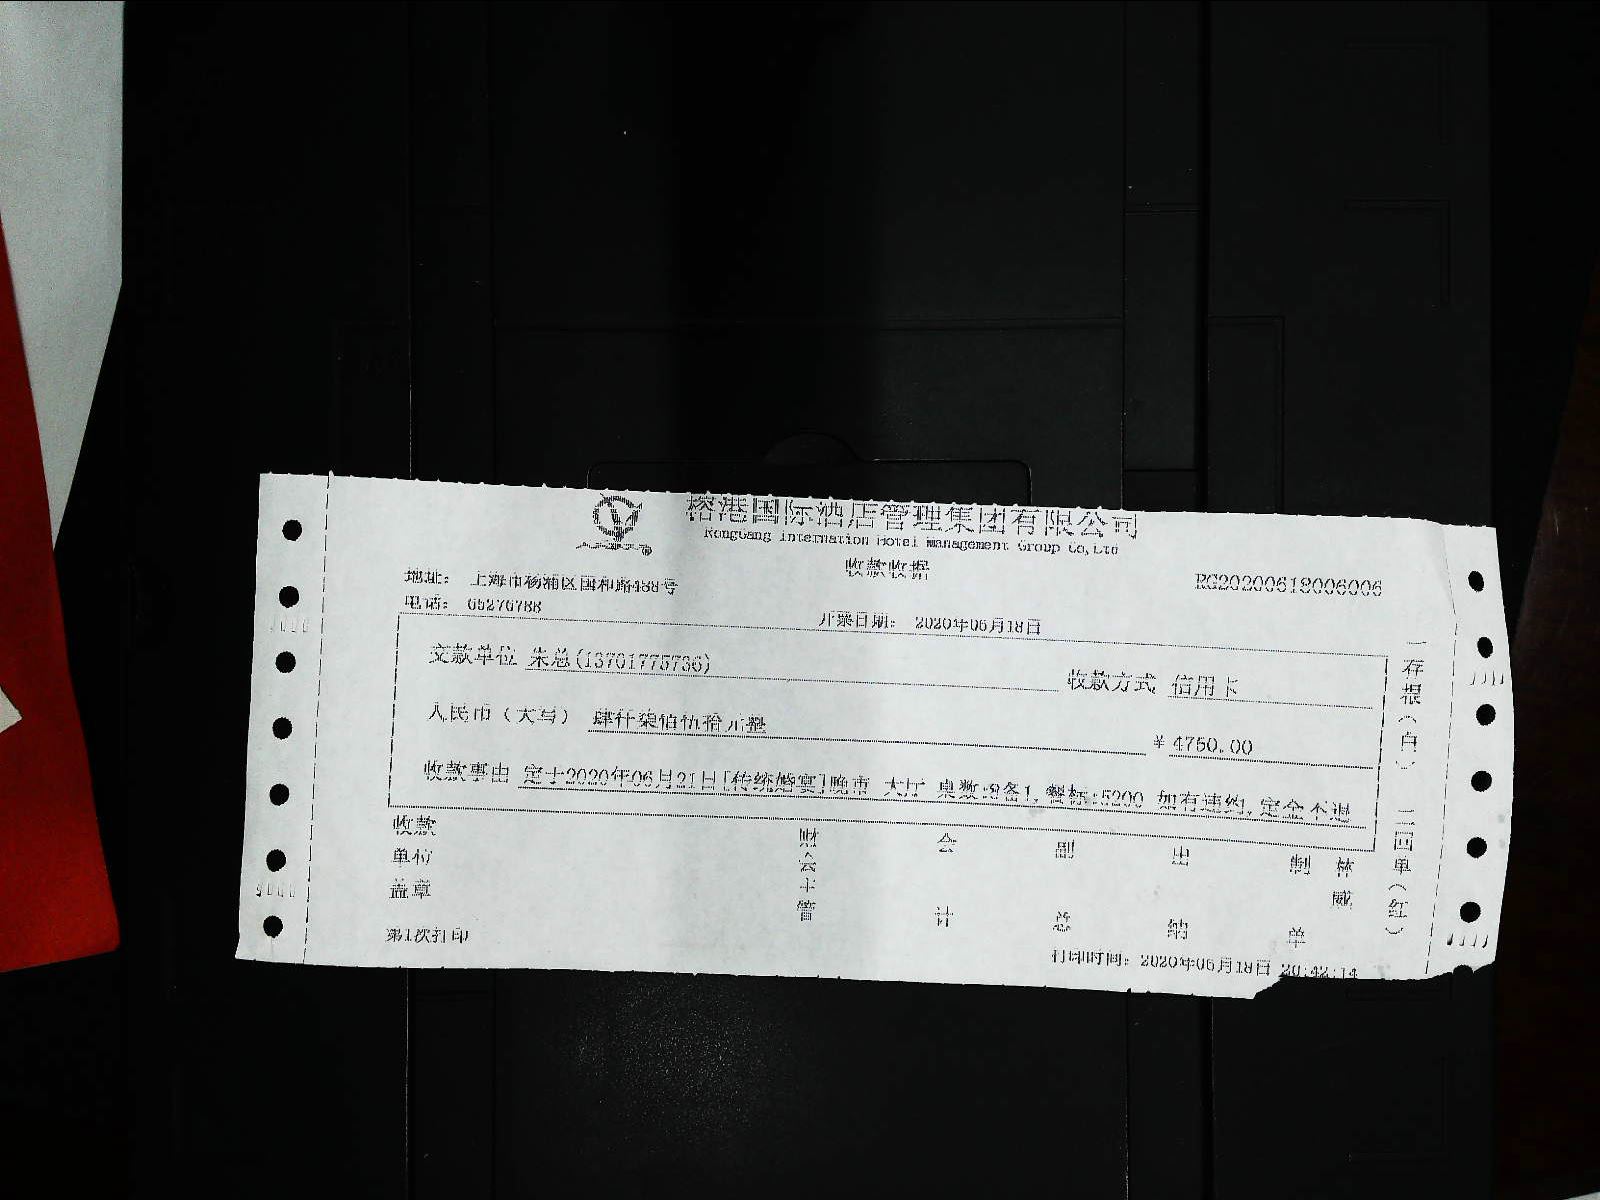 榕港国际酒店管理集团有限公司
RongGang Internation Hotel Management Group Co,Ltd
收款收据
地址： 上海市杨浦区国和路488号
RG20200618006006
电话： 65276788
开票日期： 2020年06月18日
交款单位 朱总(13701775736)
收款方式 信用卡
人民币（大写） 肆仟柒佰伍拾元整
¥ 4750.00
收款事由 定于2020年06月21日[传统婚宴]晚市 大厅 桌数:8备1,餐标:5200 如有违约,定金不退
一存根（白） 二回单（红）
收款单位盖章
财会主管
会计
副总
出纳
制单
林威
第1次打印
打印时间: 2020年06月18日 20:42:14